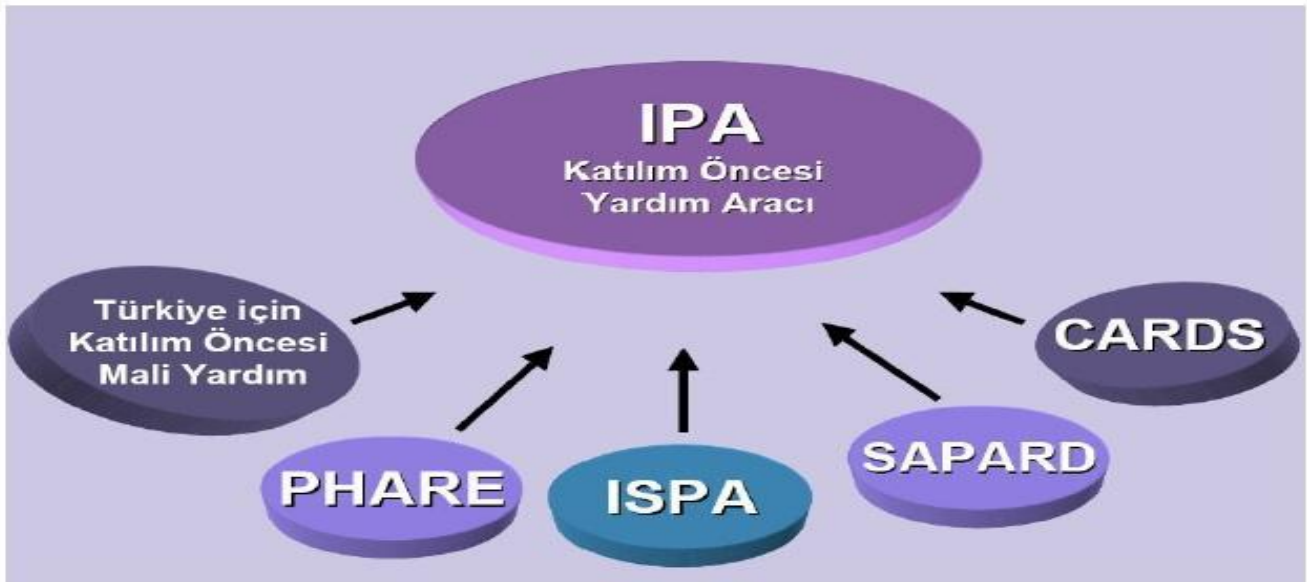 IPA
Katılım Öncesi
Yardım Aracı
Türkiye için
Katılım Öncesi
Mali Yardım
PHARE
ISPA
SAPARD
CARDS